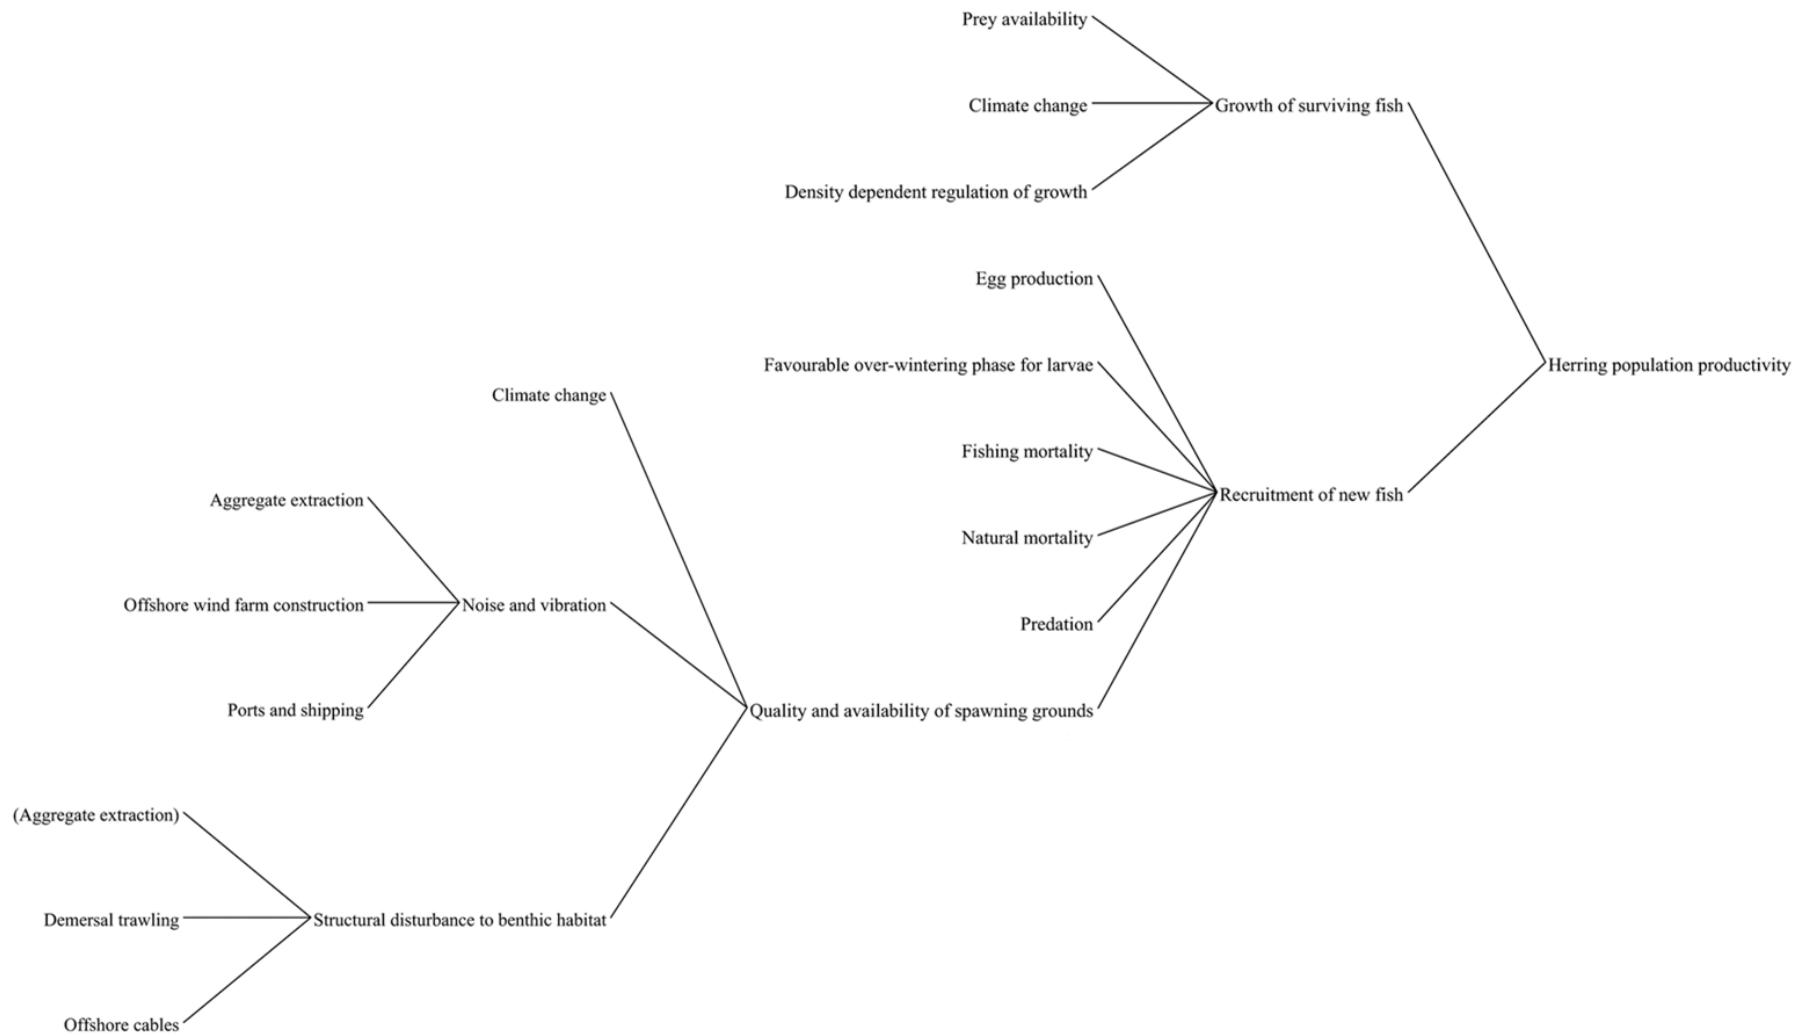 Prey availability
Climate change
Growth of surviving fish
Density dependent regulation of growth
Egg production
Favourable over-wintering phase for larvae
Herring population productivity
Climate change
Fishing mortality
Aggregate extraction
Recruitment of new fish
Natural mortality
Offshore wind farm construction
Noise and vibration
Predation
Ports and shipping
Quality and availability of spawning grounds
(Aggregate extraction)
Demersal trawling
Structural disturbance to benthic habitat
Offshore cables